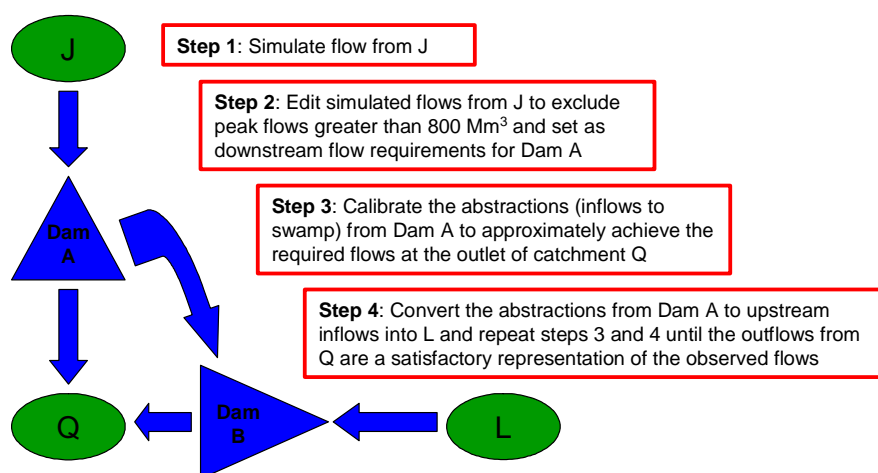 J
Step 1: Simulate flow from J
Step 2: Edit simulated flows from J to exclude
peak flows greater than 800 Mm³ and set as
downstream flow requirements for Dam A
Dam
A
Step 3: Calibrate the abstractions (inflows to
swamp) from Dam A to approximately achieve the
required flows at the outlet of catchment Q
Step 4: Convert the abstractions from Dam A to upstream
inflows into L and repeat steps 3 and 4 until the outflows from
Q are a satisfactory representation of the observed flows
Q
Dam
B
L